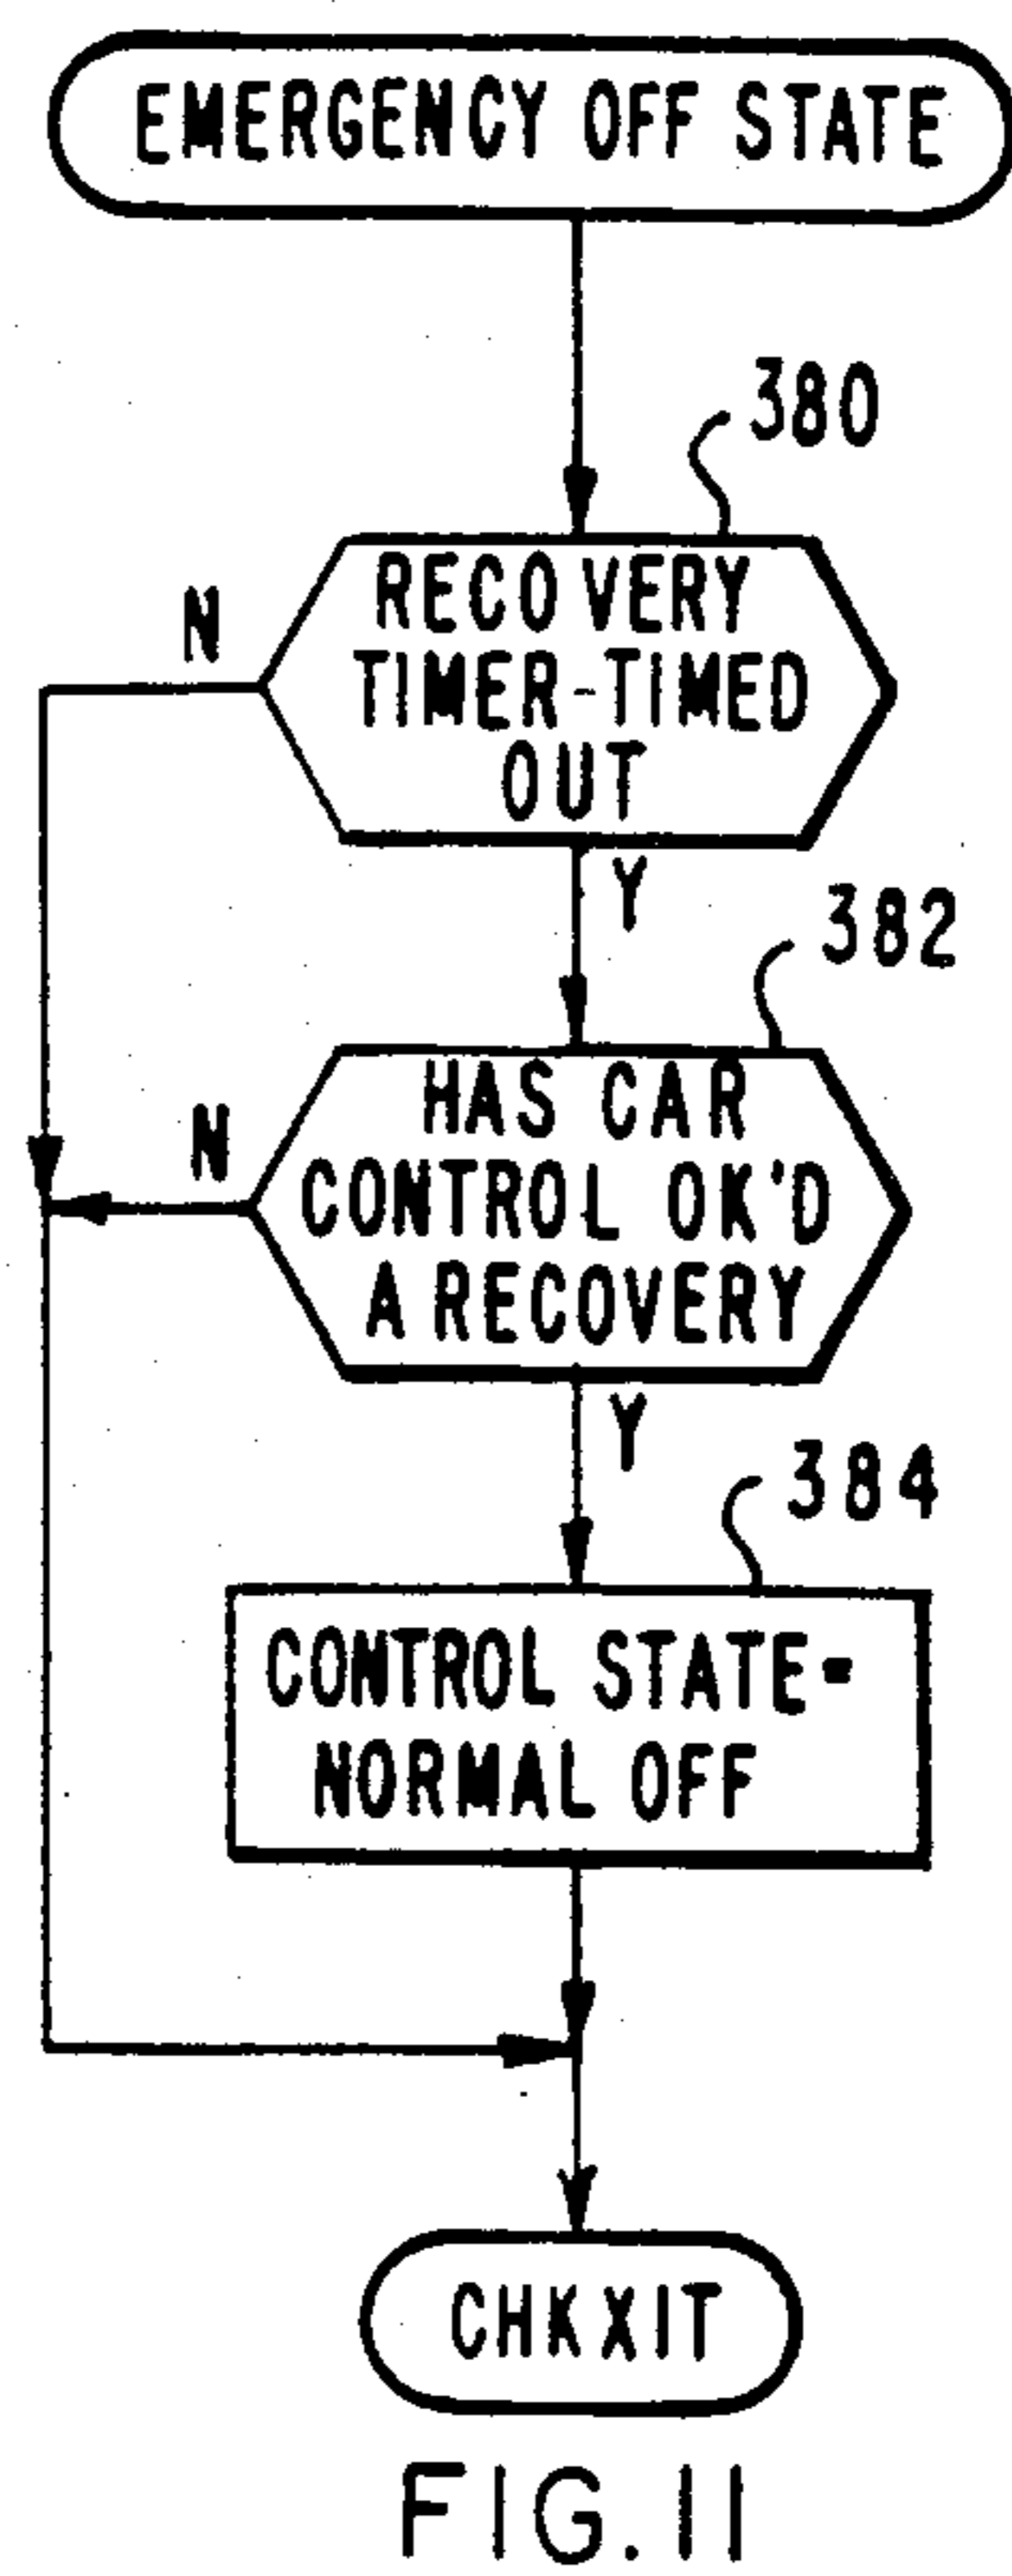 EMERGENCY OFF STATE
380
RECOVERY
TIMER-TIMED
OUT
N
Y
382
HAS CAR
CONTROL OK'D
A RECOVERY
N
Y
384
CONTROL STATE=
NORMAL OFF
CHKXIT
FIG. 11